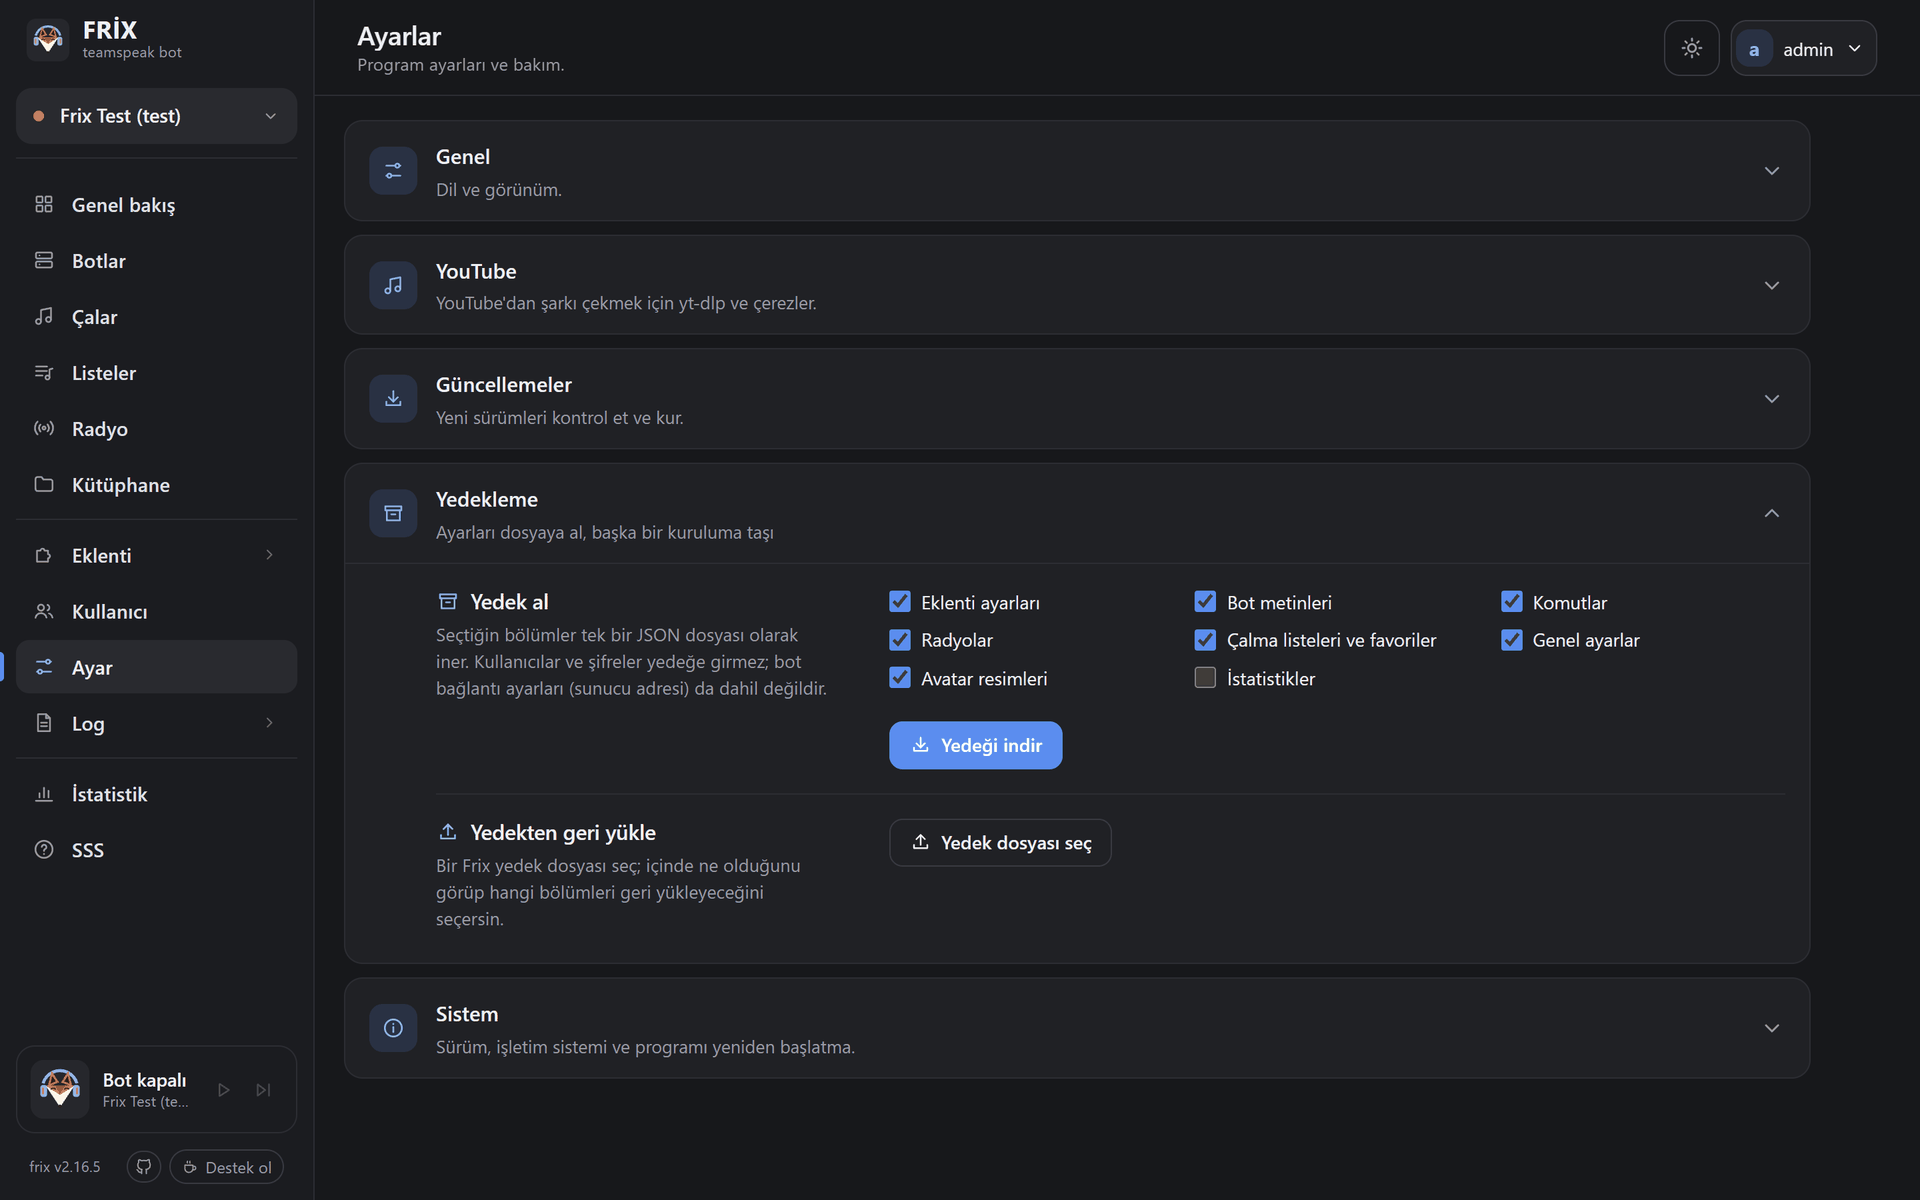 FRİX
teamspeak bot
Frix Test (test)
Genel bakış
Botlar
Çalar
Listeler
Radyo
Kütüphane
Eklenti
Kullanıcı
Ayar
Log
İstatistik
SSS
Bot kapalı
Frix Test (te...
frix v2.16.5
Destek ol
Ayarlar
Program ayarları ve bakım.
a
admin
Genel
Dil ve görünüm.
YouTube
YouTube'dan şarkı çekmek için yt-dlp ve çerezler.
Güncellemeler
Yeni sürümleri kontrol et ve kur.
Yedekleme
Ayarları dosyaya al, başka bir kuruluma taşı
Yedek al
Seçtiğin bölümler tek bir JSON dosyası olarak
iner. Kullanıcılar ve şifreler yedeğe girmez; bot
bağlantı ayarları (sunucu adresi) da dahil değildir.
Eklenti ayarları
Bot metinleri
Komutlar
Radyolar
Çalma listeleri ve favoriler
Genel ayarlar
Avatar resimleri
İstatistikler
Yedeği indir
Yedekten geri yükle
Bir Frix yedek dosyası seç; içinde ne olduğunu
görüp hangi bölümleri geri yükleyeceğini
seçersin.
Yedek dosyası seç
Sistem
Sürüm, işletim sistemi ve programı yeniden başlatma.